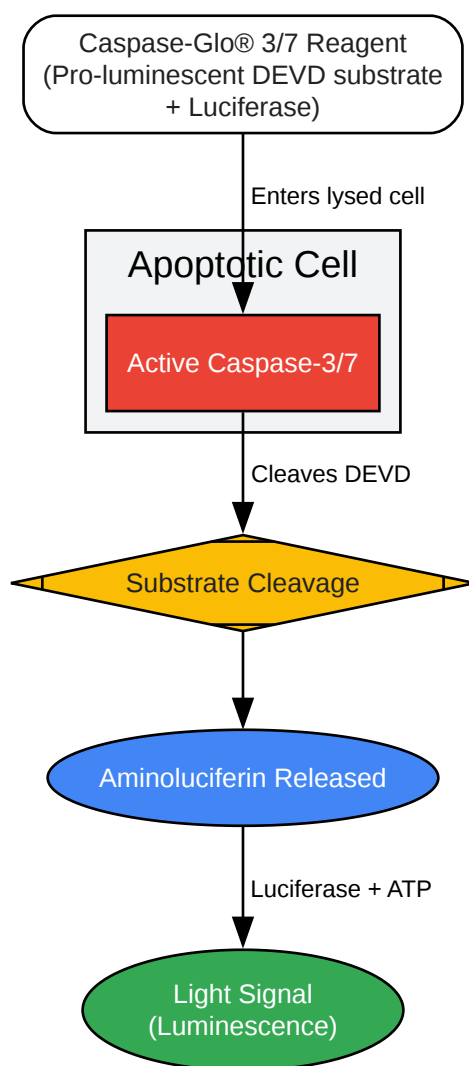 Caspase-Glo® 3/7 Reagent
(Pro-luminescent DEVD substrate
+ Luciferase)
Enters lysed cell
Apoptotic Cell
Active Caspase-3/7
Cleaves DEVD
Substrate Cleavage
Aminoluciferin Released
Luciferase + ATP
Light Signal
(Luminescence)